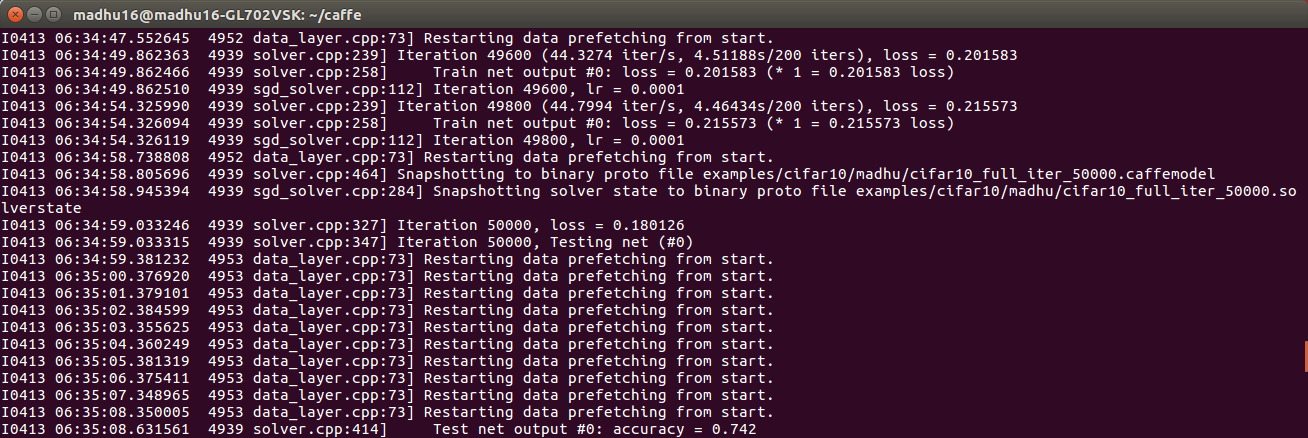 madhu16@madhu16-GL702VSK: ~/caffe
I0413 06:34:47.552645  4952 data_layer.cpp:73] Restarting data prefetching from start.
I0413 06:34:49.862363  4939 solver.cpp:239] Iteration 49600 (44.3274 iter/s, 4.51188s/200 iters), loss = 0.201583
I0413 06:34:49.862466  4939 solver.cpp:258]     Train net output #0: loss = 0.201583 (* 1 = 0.201583 loss)
I0413 06:34:49.862510  4939 sgd_solver.cpp:112] Iteration 49600, lr = 0.0001
I0413 06:34:54.325990  4939 solver.cpp:239] Iteration 49800 (44.7994 iter/s, 4.46434s/200 iters), loss = 0.215573
I0413 06:34:54.326094  4939 solver.cpp:258]     Train net output #0: loss = 0.215573 (* 1 = 0.215573 loss)
I0413 06:34:54.326119  4939 sgd_solver.cpp:112] Iteration 49800, lr = 0.0001
I0413 06:34:58.738808  4952 data_layer.cpp:73] Restarting data prefetching from start.
I0413 06:34:58.805696  4939 solver.cpp:464] Snapshotting to binary proto file examples/cifar10/madhu/cifar10_full_iter_50000.caffemodel
I0413 06:34:58.945394  4939 sgd_solver.cpp:284] Snapshotting solver state to binary proto file examples/cifar10/madhu/cifar10_full_iter_50000.so
lverstate
I0413 06:34:59.033246  4939 solver.cpp:327] Iteration 50000, loss = 0.180126
I0413 06:34:59.033315  4939 solver.cpp:347] Iteration 50000, Testing net (#0)
I0413 06:34:59.381232  4953 data_layer.cpp:73] Restarting data prefetching from start.
I0413 06:35:00.376920  4953 data_layer.cpp:73] Restarting data prefetching from start.
I0413 06:35:01.379101  4953 data_layer.cpp:73] Restarting data prefetching from start.
I0413 06:35:02.384599  4953 data_layer.cpp:73] Restarting data prefetching from start.
I0413 06:35:03.355625  4953 data_layer.cpp:73] Restarting data prefetching from start.
I0413 06:35:04.360249  4953 data_layer.cpp:73] Restarting data prefetching from start.
I0413 06:35:05.381319  4953 data_layer.cpp:73] Restarting data prefetching from start.
I0413 06:35:06.375411  4953 data_layer.cpp:73] Restarting data prefetching from start.
I0413 06:35:07.348965  4953 data_layer.cpp:73] Restarting data prefetching from start.
I0413 06:35:08.350005  4953 data_layer.cpp:73] Restarting data prefetching from start.
I0413 06:35:08.631561  4939 solver.cpp:414]     Test net output #0: accuracy = 0.742